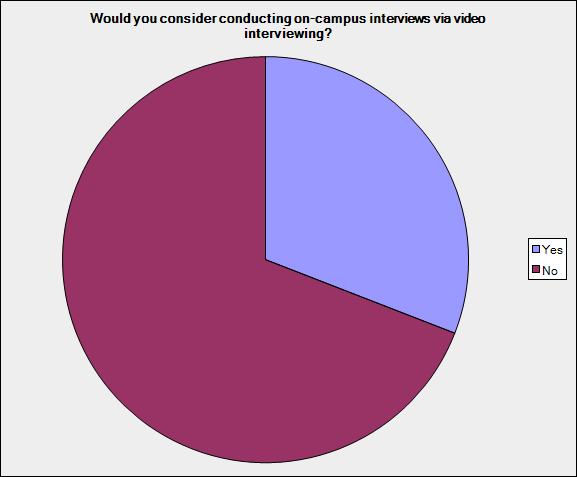 Would you consider conducting on-campus interviews via video
interviewing?
Yes
No